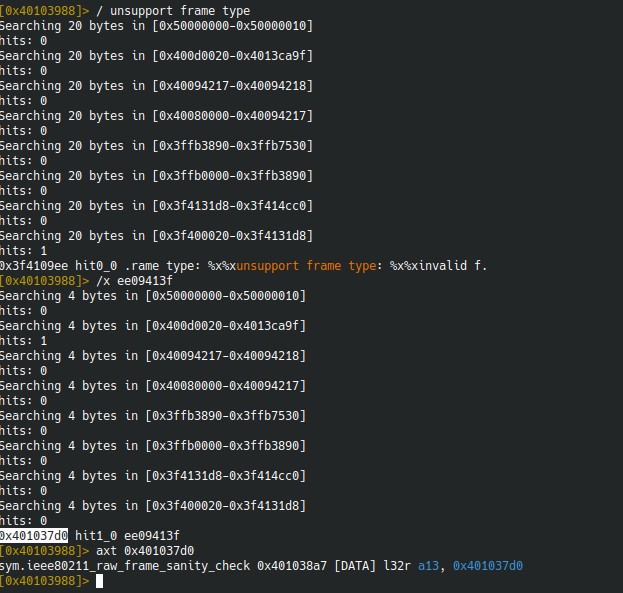 [0x40103988]> / unsupport frame type
Searching 20 bytes in [0x50000000-0x50000010]
hits: 0
Searching 20 bytes in [0x400d0020-0x4013ca9f]
hits: 0
Searching 20 bytes in [0x40094217-0x40094218]
hits: 0
Searching 20 bytes in [0x40080000-0x40094217]
hits: 0
Searching 20 bytes in [0x3ffb3890-0x3ffb7530]
hits: 0
Searching 20 bytes in [0x3ffb0000-0x3ffb3890]
hits: 0
Searching 20 bytes in [0x3f4131d8-0x3f414cc0]
hits: 0
Searching 20 bytes in [0x3f400020-0x3f4131d8]
hits: 1
0x3f4109ee hit0_0 .rame type: %x%xunsupport frame type: %x%xinvalid f.
[0x40103988]> /x ee09413f
Searching 4 bytes in [0x50000000-0x50000010]
hits: 0
Searching 4 bytes in [0x400d0020-0x4013ca9f]
hits: 1
Searching 4 bytes in [0x40094217-0x40094218]
hits: 0
Searching 4 bytes in [0x40080000-0x40094217]
hits: 0
Searching 4 bytes in [0x3ffb3890-0x3ffb7530]
hits: 0
Searching 4 bytes in [0x3ffb0000-0x3ffb3890]
hits: 0
Searching 4 bytes in [0x3f4131d8-0x3f414cc0]
hits: 0
Searching 4 bytes in [0x3f400020-0x3f4131d8]
hits: 0
0x401037d0 hit1_0 ee09413f
[0x40103988]> axt 0x401037d0
sym.ieee80211_raw_frame_sanity_check 0x401038a7 [DATA] l32r a13, 0x401037d0
[0x40103988]>